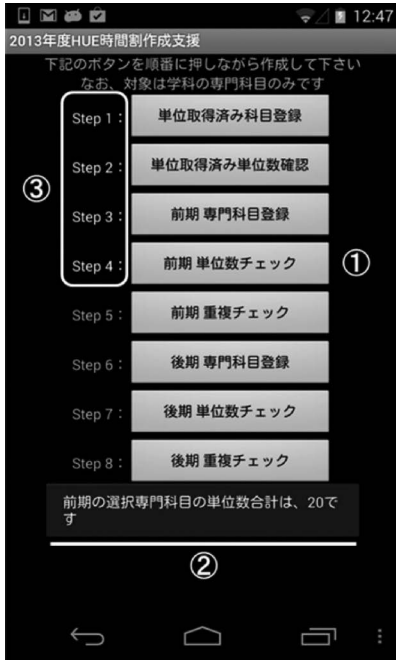 12:47
2013年度HUE時間割作成支援
下記のボタンを順番に押しながら作成して下さい
なお、対象は学科の専門科目のみです
Step 1： 単位取得済み科目登録
Step 2： 単位取得済み単位数確認
③
Step 3： 前期 専門科目登録
Step 4： 前期 単位数チェック ①
Step 5： 前期 重複チェック
Step 6： 後期 専門科目登録
Step 7： 後期 単位数チェック
Step 8： 後期 重複チェック
前期の選択専門科目の単位数合計は、20で
す
②